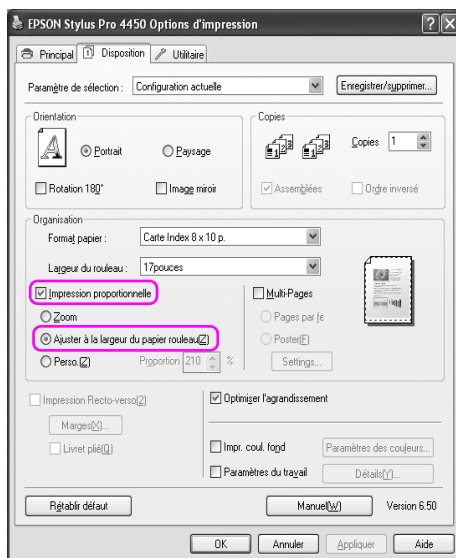 EPSON Stylus Pro 4450 Options d'impression
Principal Disposition Utilitaire
Paramètre de sélection : Configuration actuelle Enregistrer/supprimer...
Orientation Copies
Portrait Paysage Copies 1
Rotation 180° Image miroir Assemblées Ordre inversé
Organisation
Format papier : Carte Index 8 x 10 p.
Largeur du rouleau : 17pouces
Impression proportionnelle Multi-Pages
Zoom Pages par fe
Ajuster à la largeur du papier rouleau(Z) Poster(F)
Perso.(Z) Proportion 210 % Settings...
Impression Recto-verso(2) Optimiser l'agrandissement
Marges(X)...
Livret plié(Q) Impr. coul. fond Paramètres des couleurs...
Paramètres du travail Détails(Y)...
Rétablir défaut Manuel(W) Version 6.50
OK Annuler Appliquer Aide